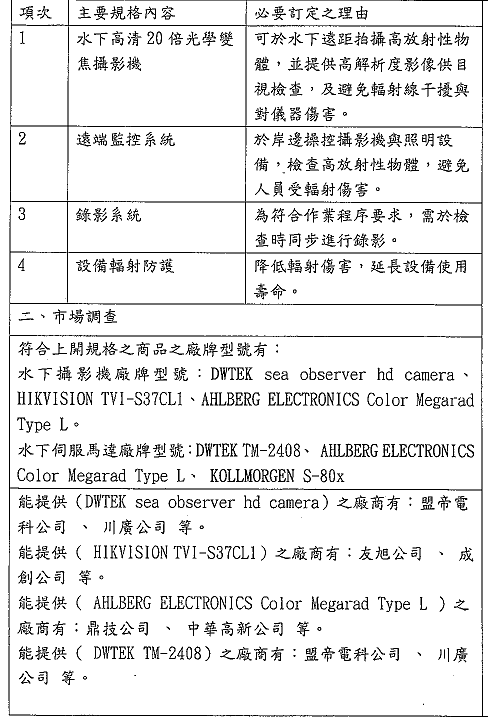 項次 主要規格內容 必要訂定之理由
1 水下高清 20 倍光學變 可於水下遠距拍攝高放射性物
焦攝影機 體，並提供高解析度影像供目
視檢查，及避免輻射線干擾與
對儀器傷害。
2 遠端監控系統 於岸邊操控攝影機與照明設
備，檢查高放射性物體，避免
人員受輻射傷害。
3 錄影系統 為符合作業程序要求，需於檢
查時同步進行錄影。
4 設備輻射防護 降低輻射傷害，延長設備使用
壽命。
二、市場調查
符合上開規格之商品之廠牌型號有：
水下攝影機廠牌型號：DWTEK sea observer hd camera、
HIKVISION TVI-S37CL1、AHLBERG ELECTRONICS Color Megarad
Type L。
水下伺服馬達廠牌型號:DWTEK TM-2408、 AHLBERG ELECTRONICS
Color Megarad Type L、 KOLLMORGEN S-80x
能提供（DWTEK sea observer hd camera）之廠商有：盟帝電
科公司 、 川廣公司 等。
能提供（ HIKVISION TVI-S37CL1）之廠商有：友旭公司 、 成
創公司 等。
能提供（ AHLBERG ELECTRONICS Color Megarad Type L ）之
廠商有：鼎技公司 、 中華高新公司 等。
能提供（ DWTEK TM-2408）之廠商有：盟帝電科公司 、 川廣
公司 等。